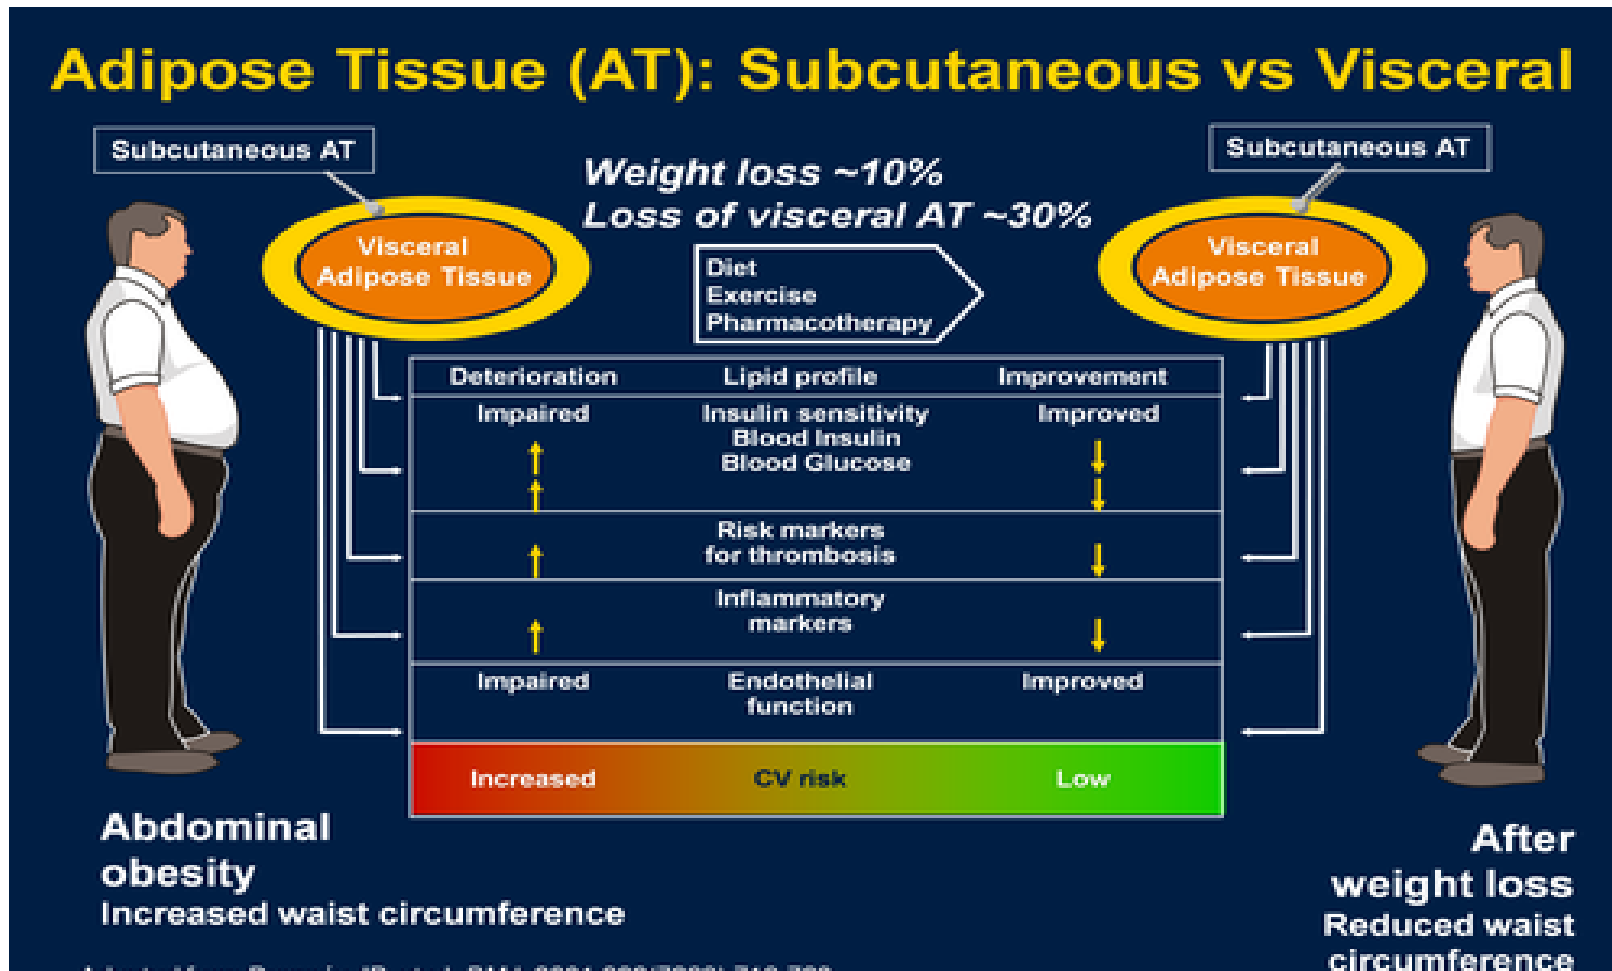 Adipose Tissue (AT): Subcutaneous vs Visceral
Subcutaneous AT
Weight loss ~10%
Loss of visceral AT ~30%
Subcutaneous AT
Visceral
Adipose Tissue
Diet
Exercise
Pharmacotherapy
Visceral
Adipose Tissue
Deterioration Lipid profile Improvement
Impaired Insulin sensitivity Improved
Blood Insulin
↑ Blood Glucose ↓
↑ ↓
Risk markers
↑ for thrombosis ↓
Inflammatory
↑ markers ↓
Impaired Endothelial Improved
function
Increased CV risk Low
Abdominal
obesity
Increased waist circumference
After
weight loss
Reduced waist
circumference